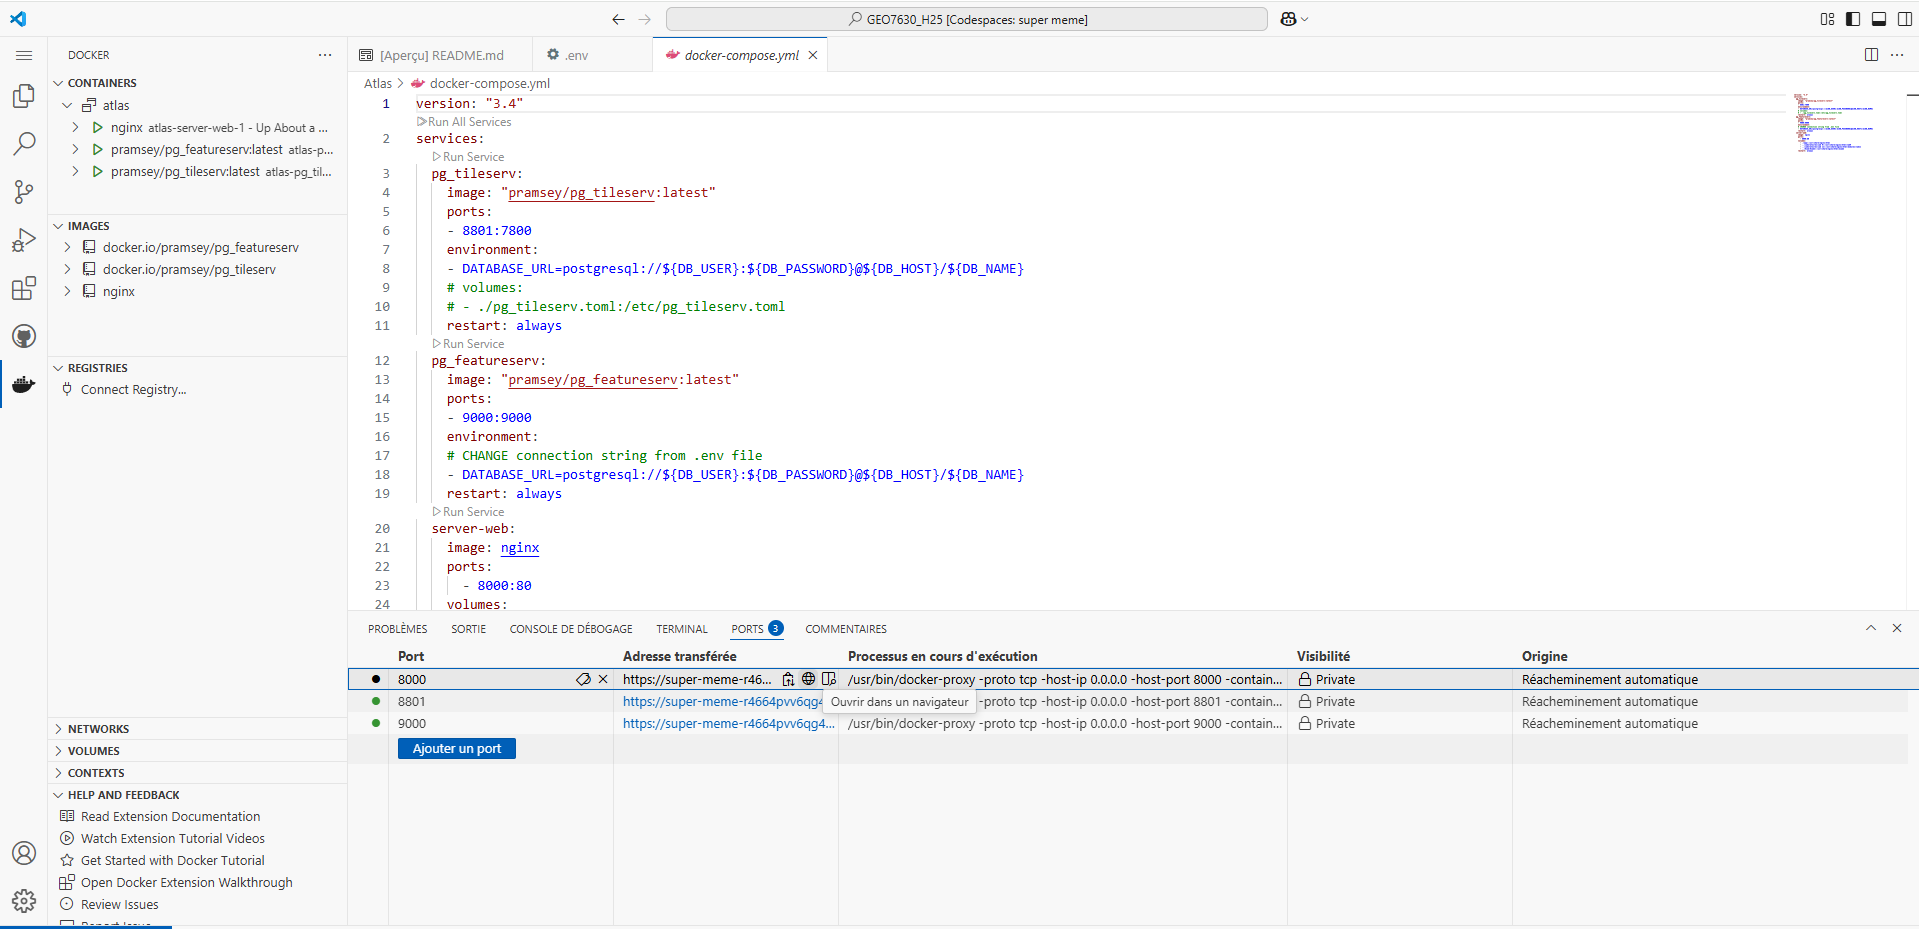 GEO7630_H25 [Codespaces: super meme]
DOCKER
CONTAINERS
atlas
nginx atlas-server-web-1 - Up About a ...
pramsey/pg_featureserv:latest atlas-p...
pramsey/pg_tileserv:latest atlas-pg_til...
IMAGES
docker.io/pramsey/pg_featureserv
docker.io/pramsey/pg_tileserv
nginx
REGISTRIES
Connect Registry...
NETWORKS
VOLUMES
CONTEXTS
HELP AND FEEDBACK
Read Extension Documentation
Watch Extension Tutorial Videos
Get Started with Docker Tutorial
Open Docker Extension Walkthrough
Review Issues
Report Issue
[Aperçu] README.md
.env
docker-compose.yml
Atlas > docker-compose.yml
1 version: "3.4"
Run All Services
2 services:
Run Service
3 pg_tileserv:
4 image: "pramsey/pg_tileserv:latest"
5 ports:
6 - 8801:7800
7 environment:
8 - DATABASE_URL=postgresql://${DB_USER}:${DB_PASSWORD}@${DB_HOST}/${DB_NAME}
9 # volumes:
10 # - ./pg_tileserv.toml:/etc/pg_tileserv.toml
11 restart: always
Run Service
12 pg_featureserv:
13 image: "pramsey/pg_featureserv:latest"
14 ports:
15 - 9000:9000
16 environment:
17 # CHANGE connection string from .env file
18 - DATABASE_URL=postgresql://${DB_USER}:${DB_PASSWORD}@${DB_HOST}/${DB_NAME}
19 restart: always
Run Service
20 server-web:
21 image: nginx
22 ports:
23 - 8000:80
24 volumes:
PROBLÈMES SORTIE CONSOLE DE DÉBOGAGE TERMINAL PORTS 3 COMMENTAIRES
Port Adresse transférée Processus en cours d'exécution Visibilité Origine
8000 https://super-meme-r46... /usr/bin/docker-proxy -proto tcp -host-ip 0.0.0.0 -host-port 8000 -contain... Private Réacheminement automatique
8801 https://super-meme-r4664pvv6qg4 Ouvrir dans un navigateur -proto tcp -host-ip 0.0.0.0 -host-port 8801 -contain... Private Réacheminement automatique
9000 https://super-meme-r4664pvv6qg4... /usr/bin/docker-proxy -proto tcp -host-ip 0.0.0.0 -host-port 9000 -contain... Private Réacheminement automatique
Ajouter un port